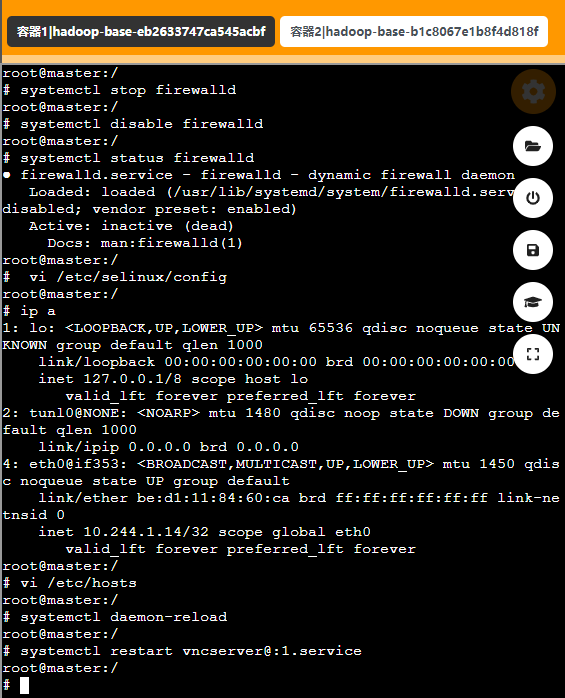 容器1|hadoop-base-eb2633747ca545acbf
容器2|hadoop-base-b1c8067e1b8f4d818f
root@master:/
# systemctl stop firewalld
root@master:/
# systemctl disable firewalld
root@master:/
# systemctl status firewalld
● firewalld.service - firewalld - dynamic firewall daemon
   Loaded: loaded (/usr/lib/systemd/system/firewalld.serv
disabled; vendor preset: enabled)
   Active: inactive (dead)
     Docs: man:firewalld(1)
root@master:/
#  vi /etc/selinux/config
root@master:/
# ip a
1: lo: <LOOPBACK,UP,LOWER_UP> mtu 65536 qdisc noqueue state UN
KNOWN group default qlen 1000
    link/loopback 00:00:00:00:00:00 brd 00:00:00:00:00:00
    inet 127.0.0.1/8 scope host lo
       valid_lft forever preferred_lft forever
2: tunl0@NONE: <NOARP> mtu 1480 qdisc noop state DOWN group de
fault qlen 1000
    link/ipip 0.0.0.0 brd 0.0.0.0
4: eth0@if353: <BROADCAST,MULTICAST,UP,LOWER_UP> mtu 1450 qdis
c noqueue state UP group default
    link/ether be:d1:11:84:60:ca brd ff:ff:ff:ff:ff:ff link-ne
tnsid 0
    inet 10.244.1.14/32 scope global eth0
       valid_lft forever preferred_lft forever
root@master:/
# vi /etc/hosts
root@master:/
# systemctl daemon-reload
root@master:/
# systemctl restart vncserver@:1.service
root@master:/
#